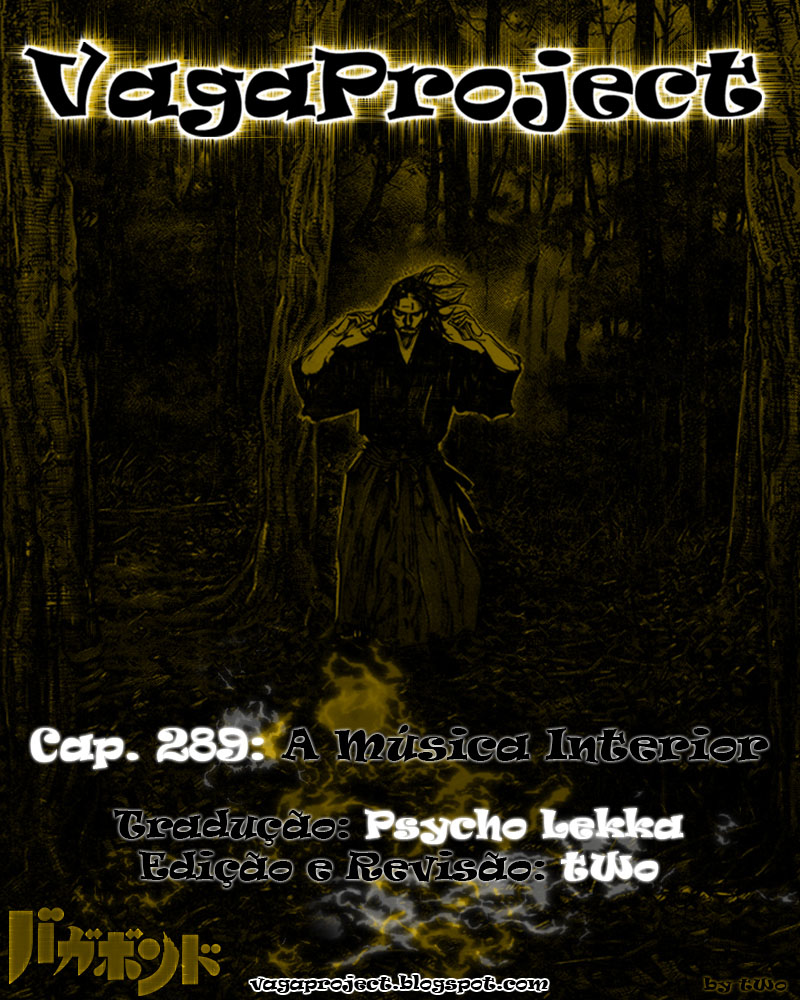 VagaProject
Cap. 289: A Música Interior
Tradução: Psycho Lekka
Edição e Revisão: tWo
バガボンド
vagaproject.blogspot.com
by tWo